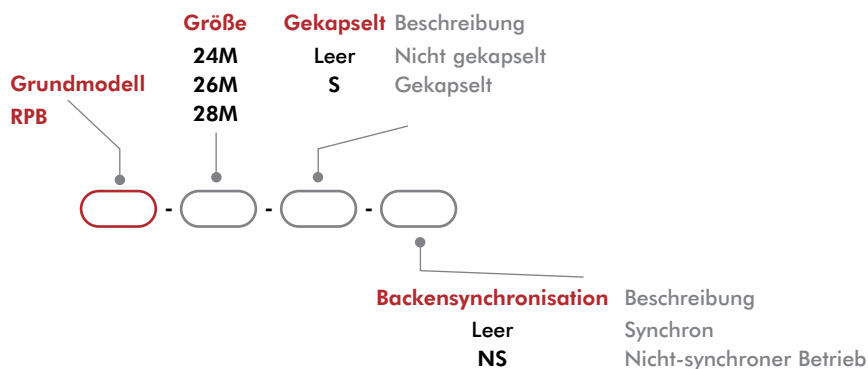 Größe Gekapselt Beschreibung
24M Leer Nicht gekapselt
Grundmodell 26M S Gekapselt
RPB 28M
- - -
Backensynchronisation Beschreibung
Leer Synchron
NS Nicht-synchroner Betrieb